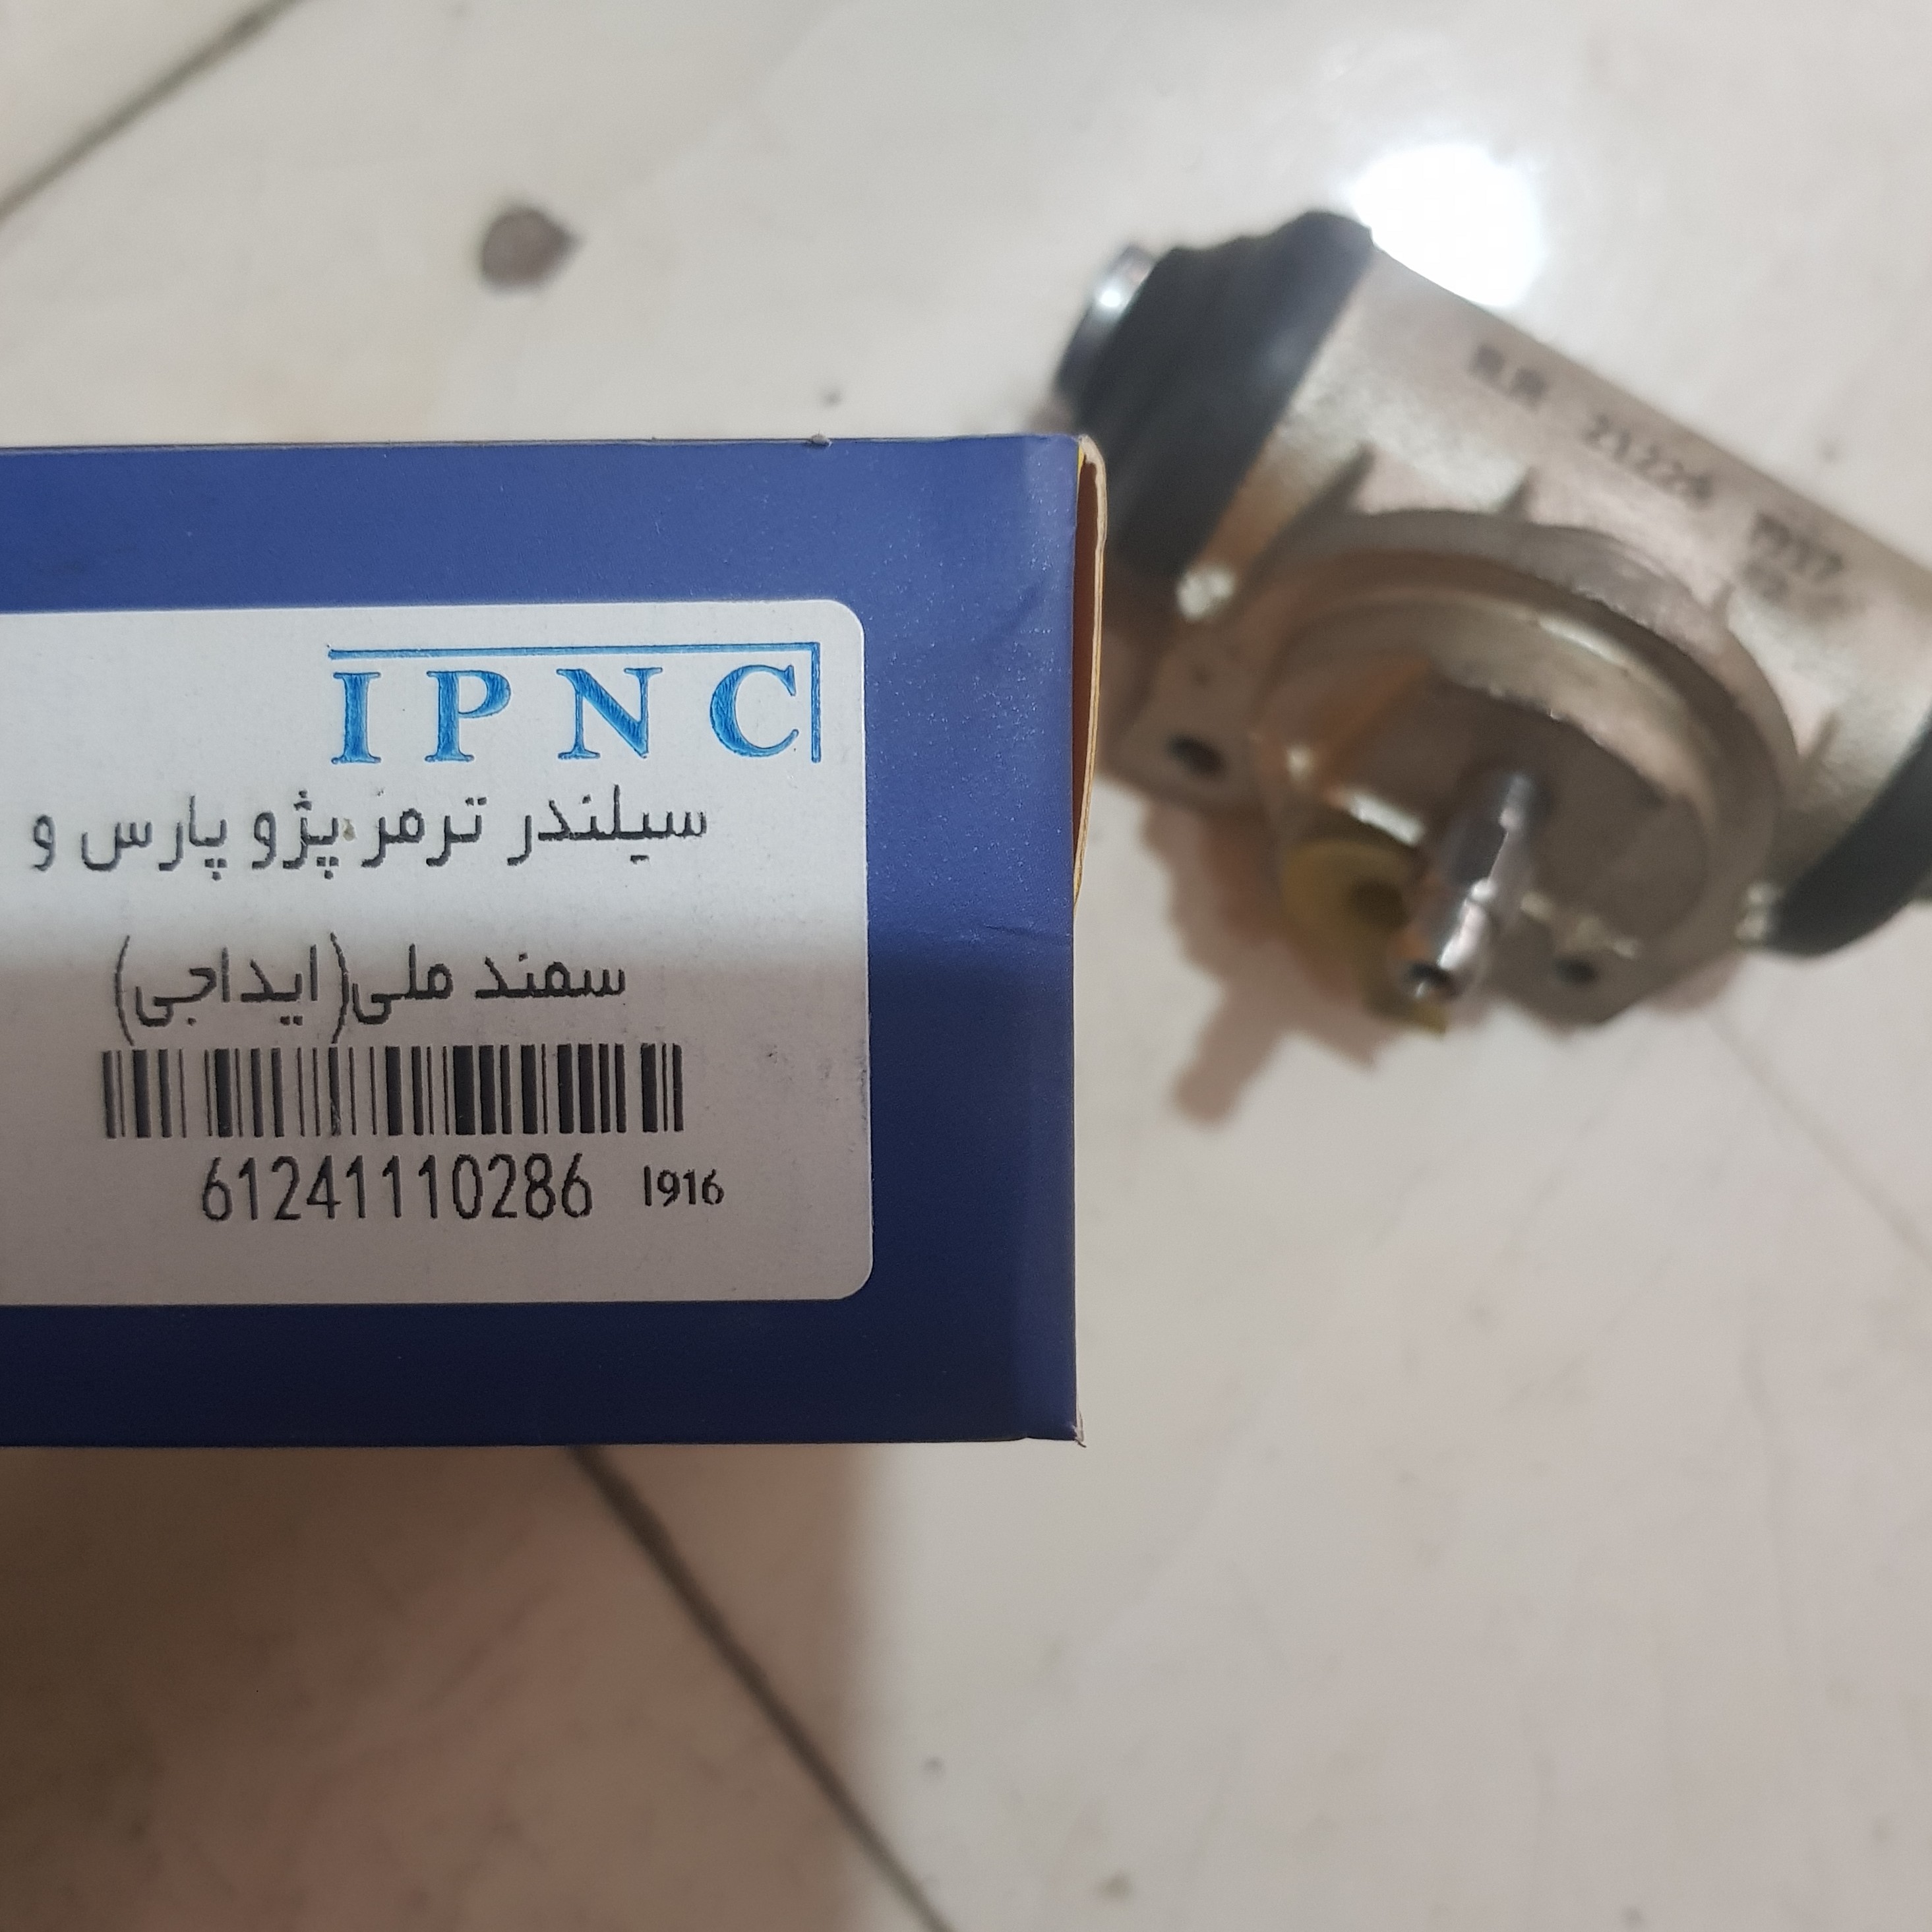 IPNC
سیلندر ترمز پژو پارس و
سمند ملی(ایداجی)
61241110286 I916